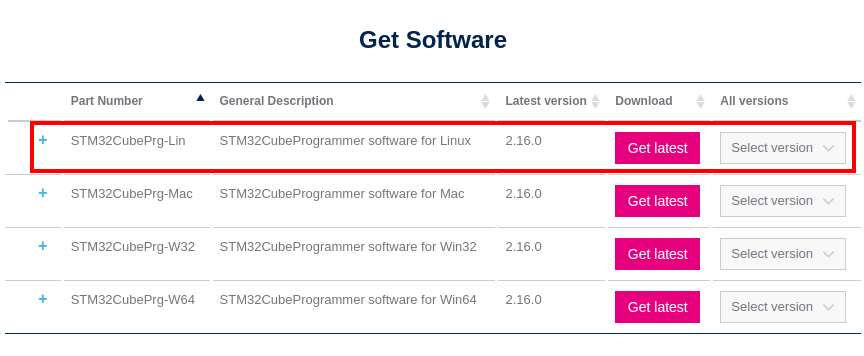 Get Software
Part Number General Description Latest version Download All versions
+ STM32CubePrg-Lin STM32CubeProgrammer software for Linux 2.16.0 Get latest Select version
+ STM32CubePrg-Mac STM32CubeProgrammer software for Mac 2.16.0 Get latest Select version
+ STM32CubePrg-W32 STM32CubeProgrammer software for Win32 2.16.0 Get latest Select version
+ STM32CubePrg-W64 STM32CubeProgrammer software for Win64 2.16.0 Get latest Select version